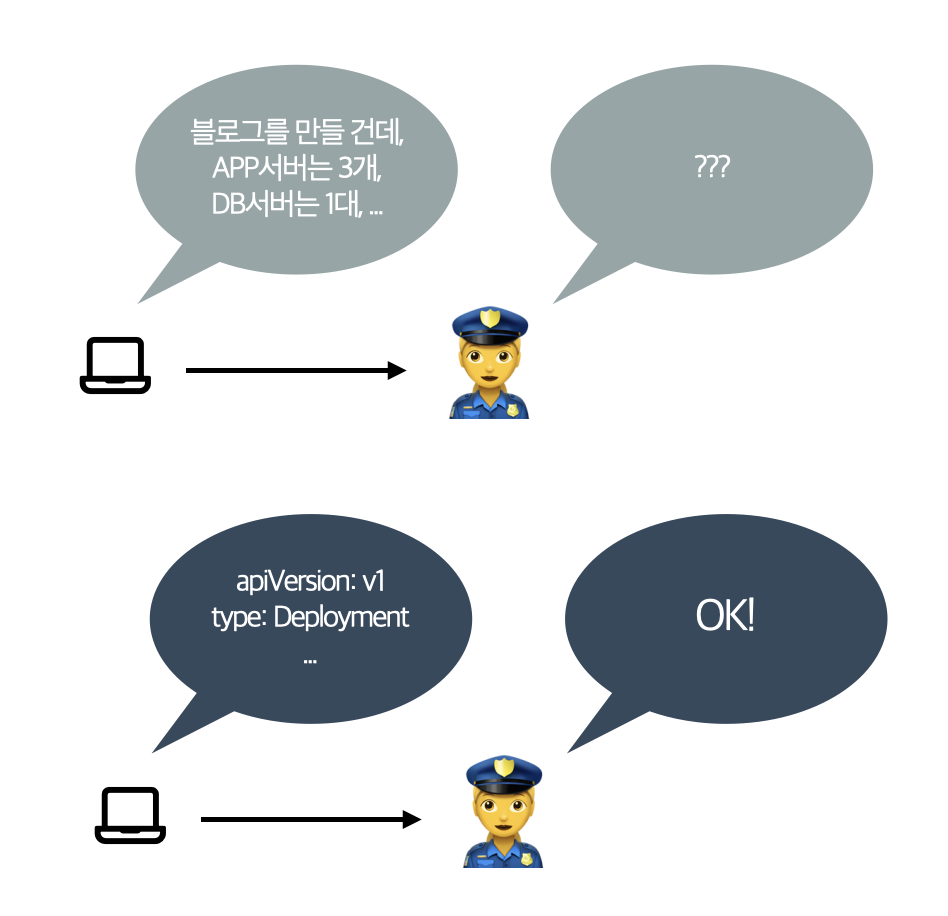 블로그를 만들 건데,
APP서버는 3개,
DB서버는 1대, ...
???
apiVersion: v1
type: Deployment
...
OK!